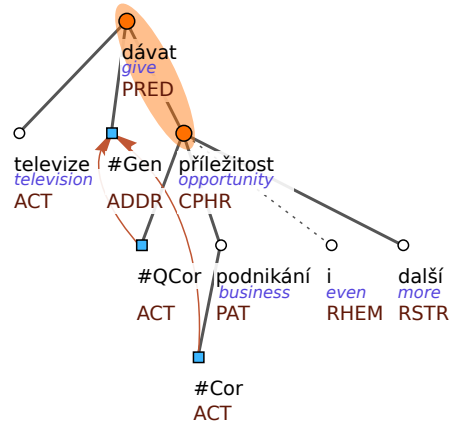 dávat
give
PRED
televize #Gen příležitost
television opportunity
ACT ADDR CPHR
#QCor podnikání i další
business even more
ACT PAT RHEM RSTR
#Cor
ACT